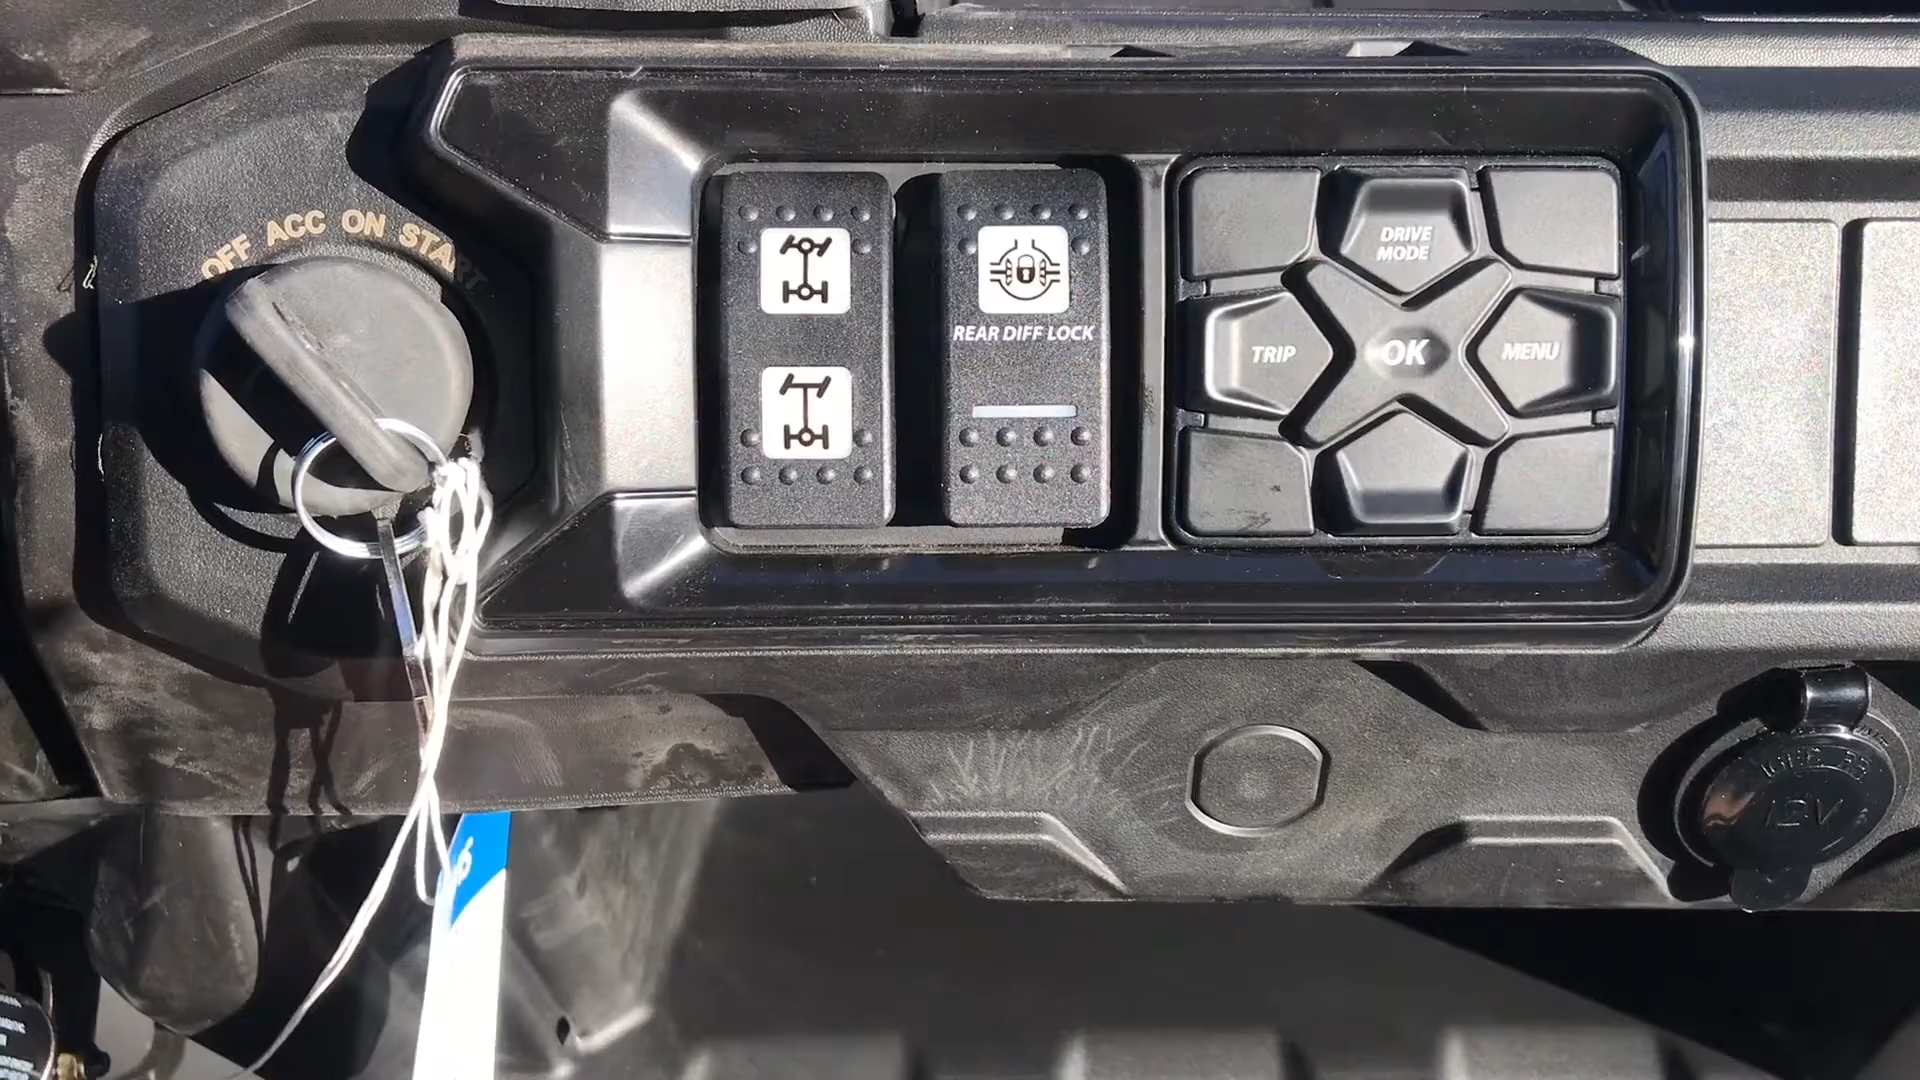 OFF ACC ON START
REAR DIFF LOCK
DRIVE
MODE
TRIP
OK
MENU
12V